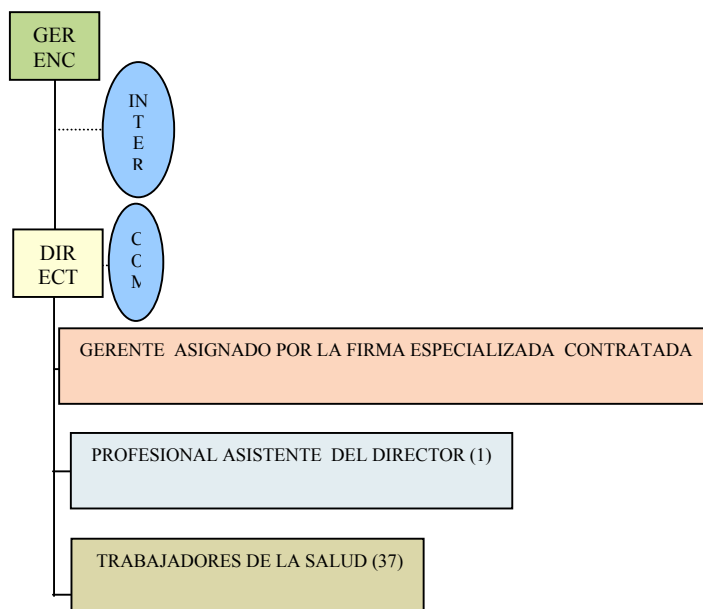 GER
ENC
IN
T
E
R
DIR
ECT
C
O
M
GERENTE ASIGNADO POR LA FIRMA ESPECIALIZADA CONTRATADA
PROFESIONAL ASISTENTE DEL DIRECTOR (1)
TRABAJADORES DE LA SALUD (37)